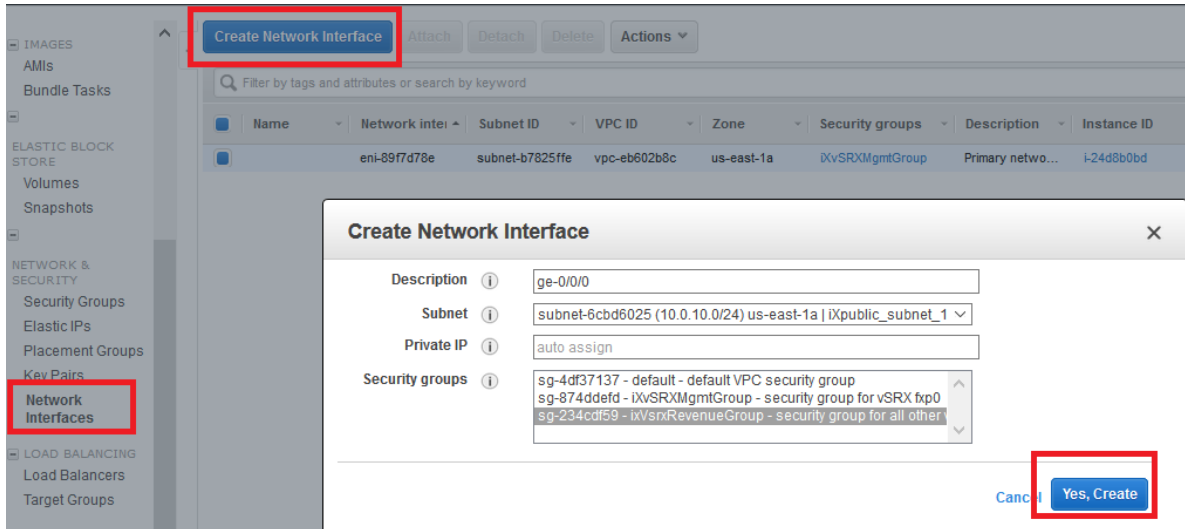 IMAGES
AMIs
Bundle Tasks
ELASTIC BLOCK
STORE
Volumes
Snapshots
NETWORK &
SECURITY
Security Groups
Elastic IPs
Placement Groups
Key Pairs
Network
Interfaces
LOAD BALANCING
Load Balancers
Target Groups
Create Network Interface Attach Detach Delete Actions
Filter by tags and attributes or search by keyword
Name Network inter Subnet ID VPC ID Zone Security groups Description Instance ID
eni-89f7d78e subnet-b7825ffe vpc-eb602b8c us-east-1a iXvSRXMgmtGroup Primary netwo... i-24d8b0bd
Create Network Interface
Description i ge-0/0/0
Subnet i subnet-6cbd6025 (10.0.10.0/24) us-east-1a | iXpublic_subnet_1
Private IP i auto assign
Security groups i sg-4df37137 - default - default VPC security group
sg-874ddefd - iXvSRXMgmtGroup - security group for vSRX fxp0
sg-234cdf59 - ixVsrxRevenueGroup - security group for all other
Cancel Yes, Create